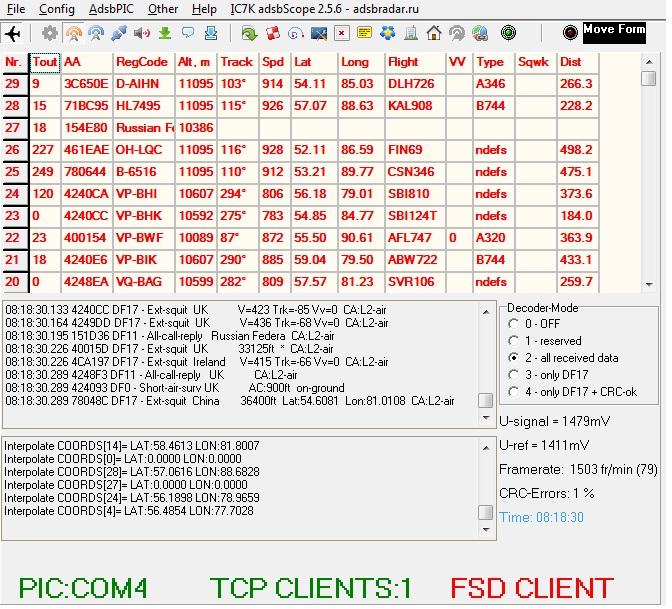 File Config AdsbPIC Other Help IC7K adsbScope 2.5.6 - adsbradar.ru
Move Form
Nr. Tout AA RegCode Alt, m Track Spd Lat Long Flight VV Type Sqwk Dist
29 9 3C650E D-AIHN 11095 103° 914 54.11 85.03 DLH726 A346 266.3
28 15 71BC95 HL7495 11095 115° 926 57.07 88.63 KAL908 B744 228.2
27 18 154E80 Russian Fe 10386
26 227 461EAE OH-LQC 11095 116° 928 52.11 86.59 FIN69 ndefs 498.2
25 249 780644 B-6516 11095 110° 912 53.21 89.77 CSN346 ndefs 475.1
24 120 4240CA VP-BHI 10607 294° 806 56.18 79.01 SBI810 ndefs 373.6
23 0 4240CC VP-BHK 10592 275° 783 54.85 84.77 SBI124T ndefs 184.0
22 23 400154 VP-BWF 10089 87° 872 55.50 90.61 AFL747 0 A320 363.9
21 18 4240E6 VP-BIK 10607 290° 885 59.04 79.50 ABW722 B744 433.1
20 0 4248EA VQ-BAG 10599 282° 809 57.57 81.23 SVR106 ndefs 259.7
08:18:30.133 4240CC DF17 - Ext-squit UK V=423 Trk=-85 Vv=0 CA:L2-air
08:18:30.164 4249DD DF17 - Ext-squit UK V=436 Trk=-68 Vv=0 CA:L2-air
08:18:30.195 151D36 DF11 - All-call-reply Russian Federa CA:L2-air
08:18:30.226 40015D DF17 - Ext-squit UK 33125ft * CA:L2-air
08:18:30.226 4CA197 DF17 - Ext-squit Ireland V=415 Trk=-66 Vv=0 CA:L2-air
08:18:30.289 4248F3 DF11 - All-call-reply UK CA:L2-air
08:18:30.289 424093 DF0 - Short-air-surv UK AC:900ft on-ground
08:18:30.289 78048C DF17 - Ext-squit China 36400ft Lat:54.6081 Lon:81.0108 CA:L2-air
Decoder-Mode
0 - OFF
1 - reserved
2 - all received data
3 - only DF17
4 - only DF17 + CRC-ok
U-signal = 1479mV
U-ref = 1411mV
Framerate: 1503 fr/min (79)
CRC-Errors: 1 %
Time: 08:18:30
Interpolate COORDS[14]= LAT:58.4613 LON:81.8007
Interpolate COORDS[0]= LAT:0.0000 LON:0.0000
Interpolate COORDS[28]= LAT:57.0616 LON:88.6828
Interpolate COORDS[27]= LAT:0.0000 LON:0.0000
Interpolate COORDS[24]= LAT:56.1898 LON:78.9659
Interpolate COORDS[4]= LAT:56.4854 LON:77.7028
PIC:COM4 TCP CLIENTS:1 FSD CLIENT